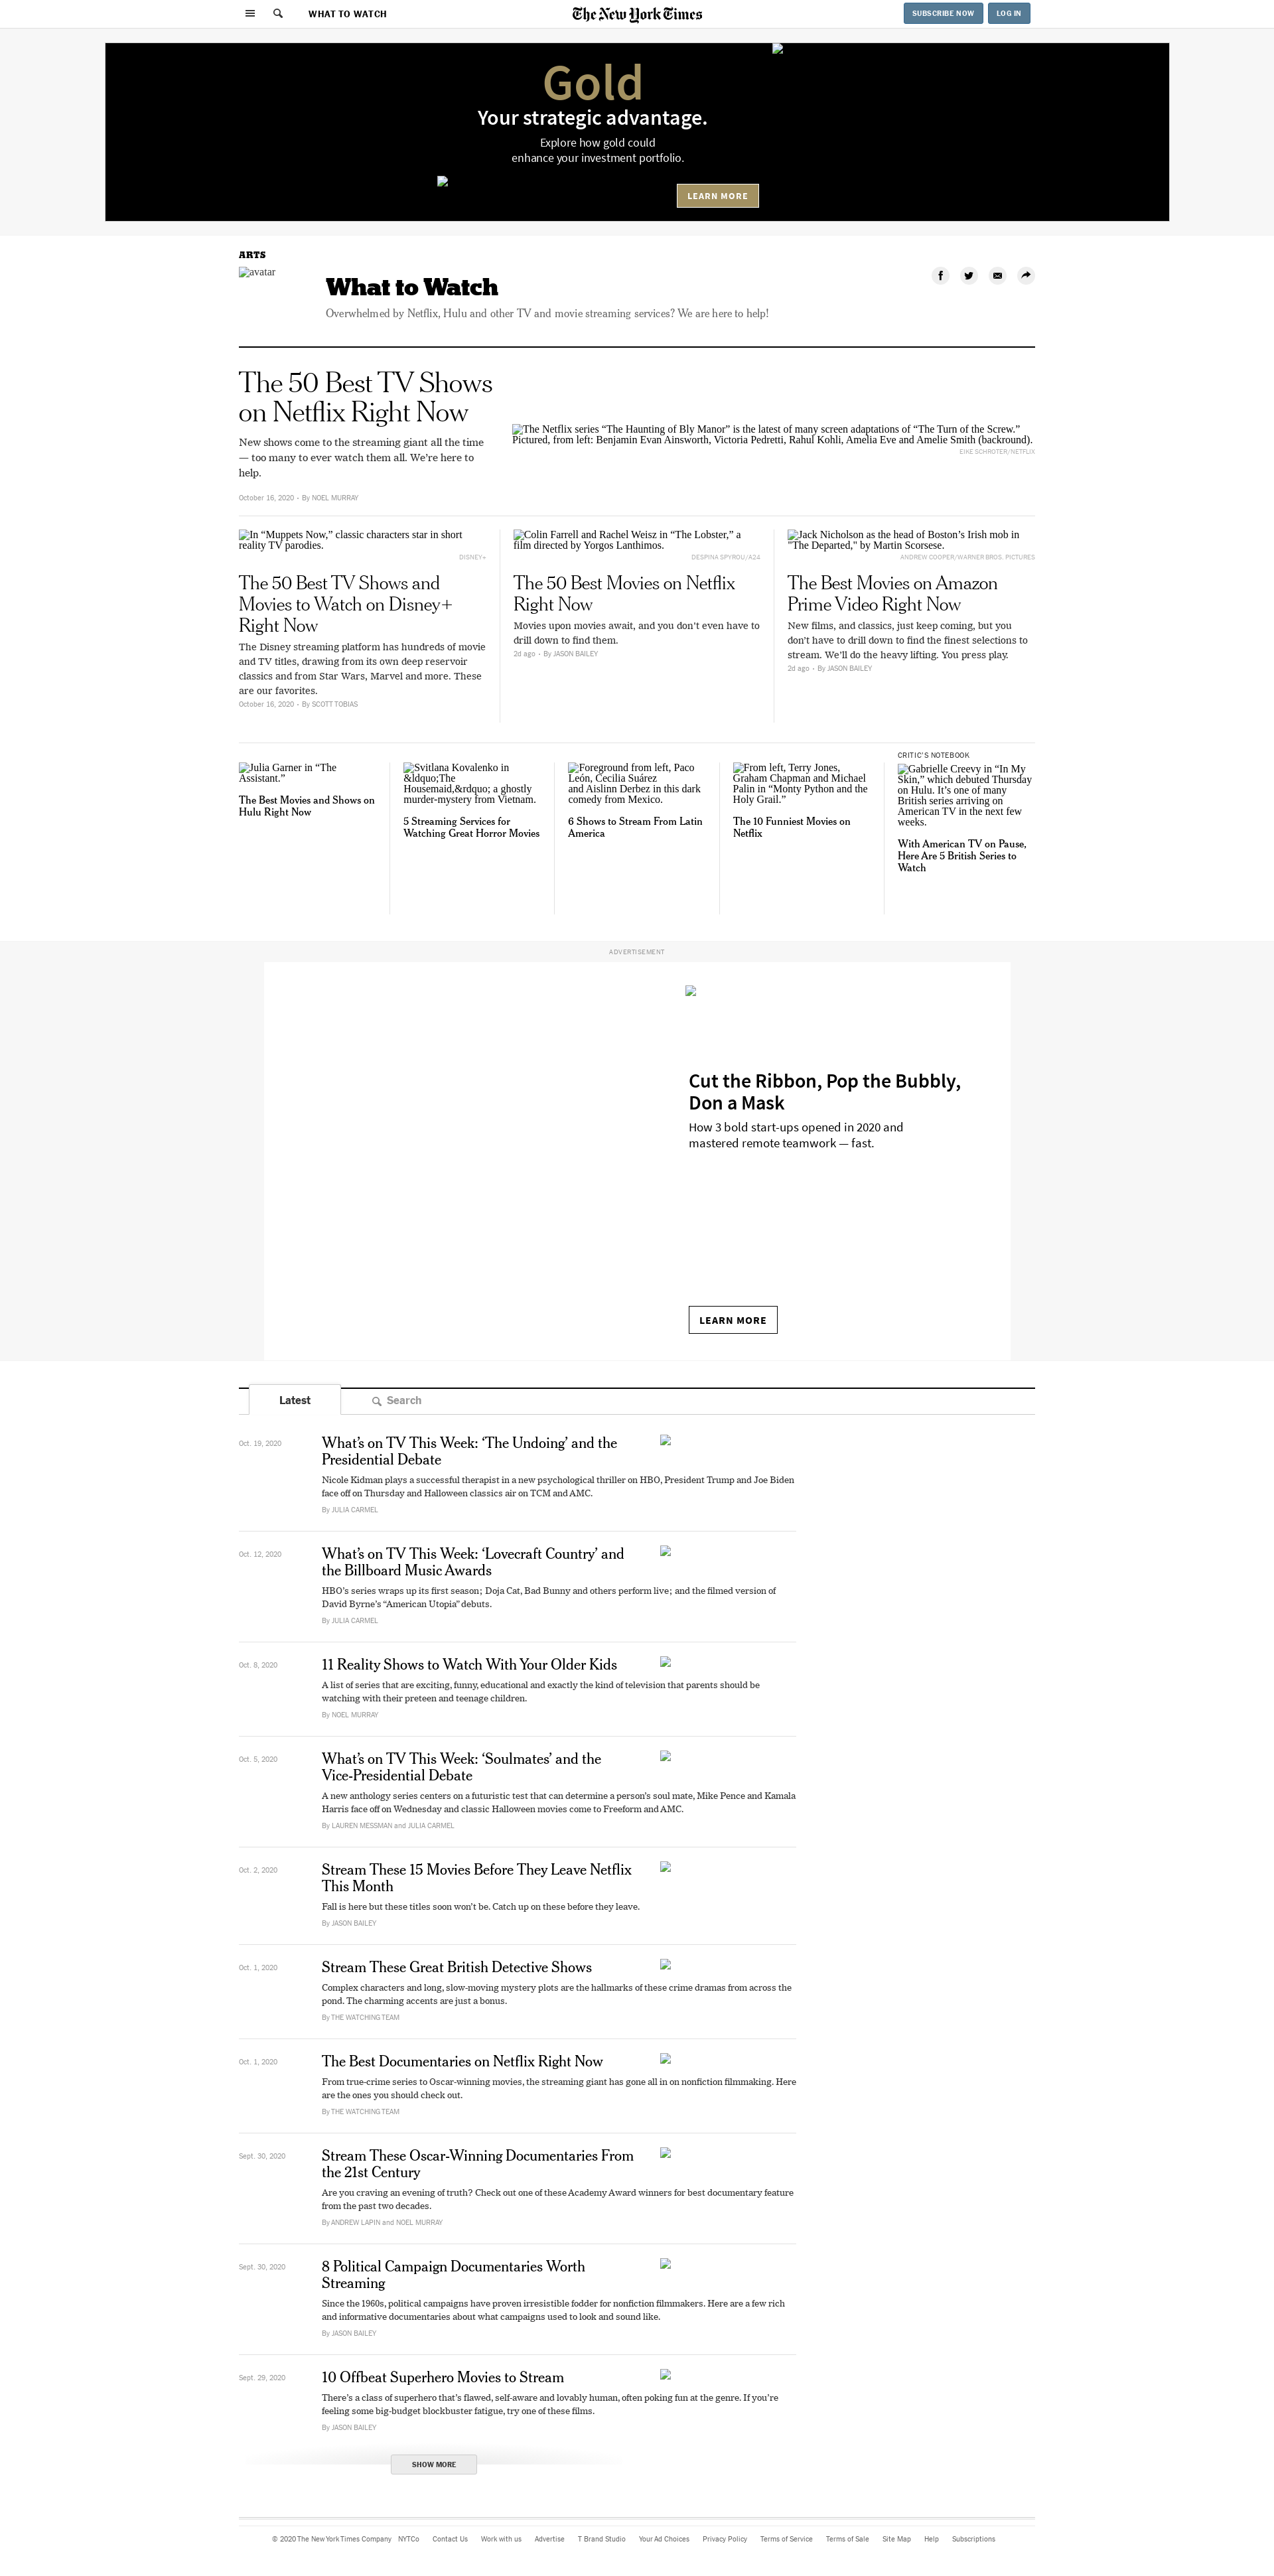 WHAT TO WATCH
The New York Times
SUBSCRIBE NOW
LOG IN
Gold
Your strategic advantage.
Explore how gold could
enhance your investment portfolio.
LEARN MORE
ARTS
avatar
What to Watch
Overwhelmed by Netflix, Hulu and other TV and movie streaming services? We are here to help!
The 50 Best TV Shows
on Netflix Right Now
New shows come to the streaming giant all the time
— too many to ever watch them all. We’re here to
help.
October 16, 2020 • By NOEL MURRAY
The Netflix series “The Haunting of Bly Manor” is the latest of many screen adaptations of “The Turn of the Screw.”
Pictured, from left: Benjamin Evan Ainsworth, Victoria Pedretti, Rahul Kohli, Amelia Eve and Amelie Smith (backround).
EIKE SCHROTER/NETFLIX
In “Muppets Now,” classic characters star in short
reality TV parodies.
DISNEY+
The 50 Best TV Shows and
Movies to Watch on Disney+
Right Now
The Disney streaming platform has hundreds of movie
and TV titles, drawing from its own deep reservoir
classics and from Star Wars, Marvel and more. These
are our favorites.
October 16, 2020 • By SCOTT TOBIAS
Colin Farrell and Rachel Weisz in “The Lobster,” a
film directed by Yorgos Lanthimos.
DESPINA SPYROU/A24
The 50 Best Movies on Netflix
Right Now
Movies upon movies await, and you don’t even have to
drill down to find them.
2d ago • By JASON BAILEY
Jack Nicholson as the head of Boston’s Irish mob in
"The Departed," by Martin Scorsese.
ANDREW COOPER/WARNER BROS. PICTURES
The Best Movies on Amazon
Prime Video Right Now
New films, and classics, just keep coming, but you
don’t have to drill down to find the finest selections to
stream. We’ll do the heavy lifting. You press play.
2d ago • By JASON BAILEY
Julia Garner in “The
Assistant.”
The Best Movies and Shows on
Hulu Right Now
Svitlana Kovalenko in
&ldquo;The
Housemaid,&rdquo; a ghostly
murder-mystery from Vietnam.
5 Streaming Services for
Watching Great Horror Movies
Foreground from left, Paco
León, Cecilia Suárez
and Aislinn Derbez in this dark
comedy from Mexico.
6 Shows to Stream From Latin
America
From left, Terry Jones,
Graham Chapman and Michael
Palin in “Monty Python and the
Holy Grail.”
The 10 Funniest Movies on
Netflix
CRITIC’S NOTEBOOK
Gabrielle Creevy in “In My
Skin,” which debuted Thursday
on Hulu. It’s one of many
British series arriving on
American TV in the next few
weeks.
With American TV on Pause,
Here Are 5 British Series to
Watch
ADVERTISEMENT
Cut the Ribbon, Pop the Bubbly,
Don a Mask
How 3 bold start-ups opened in 2020 and
mastered remote teamwork — fast.
LEARN MORE
Latest
Search
Oct. 19, 2020
What’s on TV This Week: ‘The Undoing’ and the
Presidential Debate
Nicole Kidman plays a successful therapist in a new psychological thriller on HBO, President Trump and Joe Biden
face off on Thursday and Halloween classics air on TCM and AMC.
By JULIA CARMEL
Oct. 12, 2020
What’s on TV This Week: ‘Lovecraft Country’ and
the Billboard Music Awards
HBO’s series wraps up its first season; Doja Cat, Bad Bunny and others perform live; and the filmed version of
David Byrne’s “American Utopia” debuts.
By JULIA CARMEL
Oct. 8, 2020
11 Reality Shows to Watch With Your Older Kids
A list of series that are exciting, funny, educational and exactly the kind of television that parents should be
watching with their preteen and teenage children.
By NOEL MURRAY
Oct. 5, 2020
What’s on TV This Week: ‘Soulmates’ and the
Vice-Presidential Debate
A new anthology series centers on a futuristic test that can determine a person’s soul mate, Mike Pence and Kamala
Harris face off on Wednesday and classic Halloween movies come to Freeform and AMC.
By LAUREN MESSMAN and JULIA CARMEL
Oct. 2, 2020
Stream These 15 Movies Before They Leave Netflix
This Month
Fall is here but these titles soon won’t be. Catch up on these before they leave.
By JASON BAILEY
Oct. 1, 2020
Stream These Great British Detective Shows
Complex characters and long, slow-moving mystery plots are the hallmarks of these crime dramas from across the
pond. The charming accents are just a bonus.
By THE WATCHING TEAM
Oct. 1, 2020
The Best Documentaries on Netflix Right Now
From true-crime series to Oscar-winning movies, the streaming giant has gone all in on nonfiction filmmaking. Here
are the ones you should check out.
By THE WATCHING TEAM
Sept. 30, 2020
Stream These Oscar-Winning Documentaries From
the 21st Century
Are you craving an evening of truth? Check out one of these Academy Award winners for best documentary feature
from the past two decades.
By ANDREW LAPIN and NOEL MURRAY
Sept. 30, 2020
8 Political Campaign Documentaries Worth
Streaming
Since the 1960s, political campaigns have proven irresistible fodder for nonfiction filmmakers. Here are a few rich
and informative documentaries about what campaigns used to look and sound like.
By JASON BAILEY
Sept. 29, 2020
10 Offbeat Superhero Movies to Stream
There’s a class of superhero that’s flawed, self-aware and lovably human, often poking fun at the genre. If you’re
feeling some big-budget blockbuster fatigue, try one of these films.
By JASON BAILEY
SHOW MORE
© 2020 The New York Times Company NYTCo Contact Us Work with us Advertise T Brand Studio Your Ad Choices Privacy Policy Terms of Service Terms of Sale Site Map Help Subscriptions